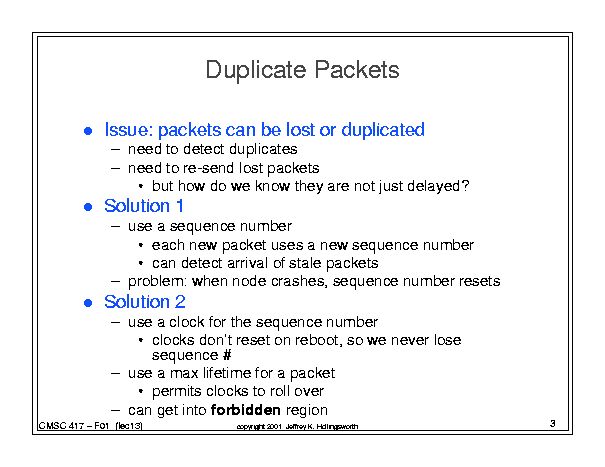 Duplicate Packets
● Issue: packets can be lost or duplicated
– need to detect duplicates
– need to re-send lost packets
• but how do we know they are not just delayed?
● Solution 1
– use a sequence number
• each new packet uses a new sequence number
• can detect arrival of stale packets
– problem: when node crashes, sequence number resets
● Solution 2
– use a clock for the sequence number
• clocks don't reset on reboot, so we never lose
sequence #
– use a max lifetime for a packet
• permits clocks to roll over
– can get into forbidden region
CMSC 417 – F01 (lec13)
copyright 2001 Jeffrey K. Hollingsworth
3